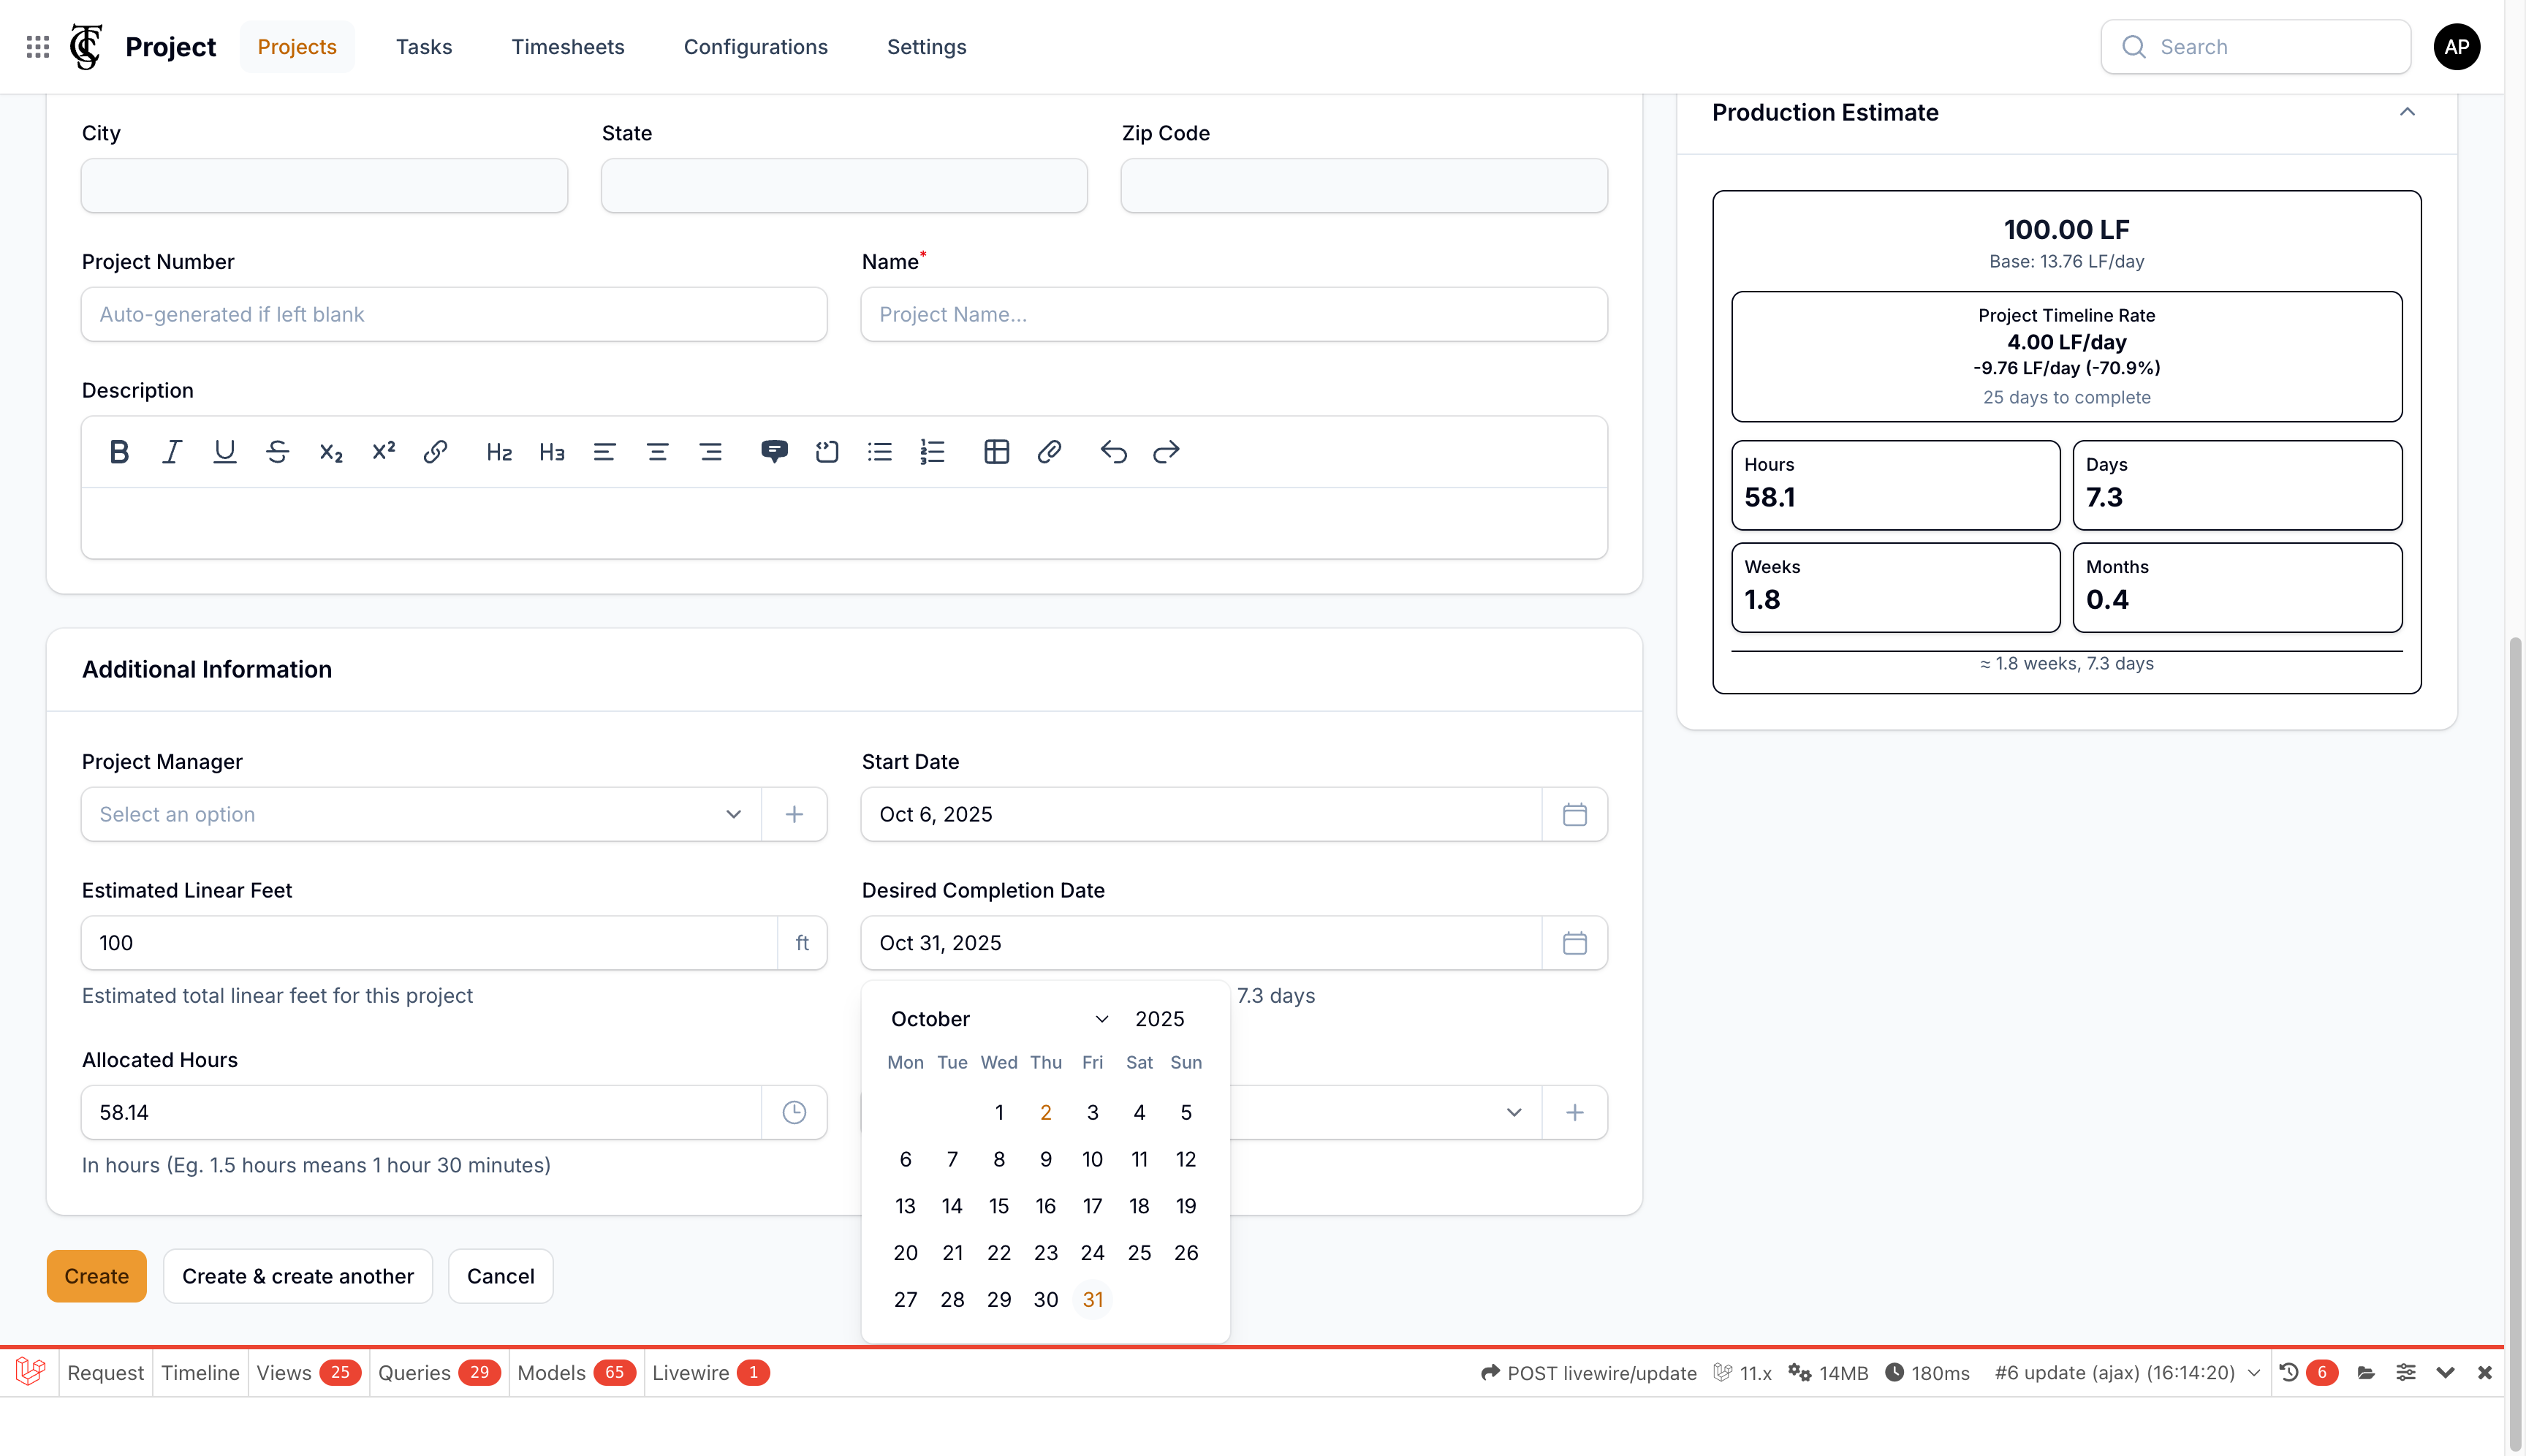 Project
Projects
Tasks
Timesheets
Configurations
Settings
Search
AP
City
State
Zip Code
Project Number
Name*
Auto-generated if left blank
Project Name...
Description
B I U S x₂ x² H2 H3
Additional Information
Project Manager
Start Date
Select an option
Oct 6, 2025
Estimated Linear Feet
Desired Completion Date
100
ft
Oct 31, 2025
Estimated total linear feet for this project
7.3 days
October
2025
Mon Tue Wed Thu Fri Sat Sun
1 2 3 4 5
6 7 8 9 10 11 12
13 14 15 16 17 18 19
20 21 22 23 24 25 26
27 28 29 30 31
Allocated Hours
58.14
In hours (Eg. 1.5 hours means 1 hour 30 minutes)
Create
Create & create another
Cancel
Production Estimate
100.00 LF
Base: 13.76 LF/day
Project Timeline Rate
4.00 LF/day
-9.76 LF/day (-70.9%)
25 days to complete
Hours
58.1
Days
7.3
Weeks
1.8
Months
0.4
≈ 1.8 weeks, 7.3 days
Request
Timeline
Views 25
Queries 29
Models 65
Livewire 1
POST livewire/update
11.x
14MB
180ms
#6 update (ajax) (16:14:20)
6